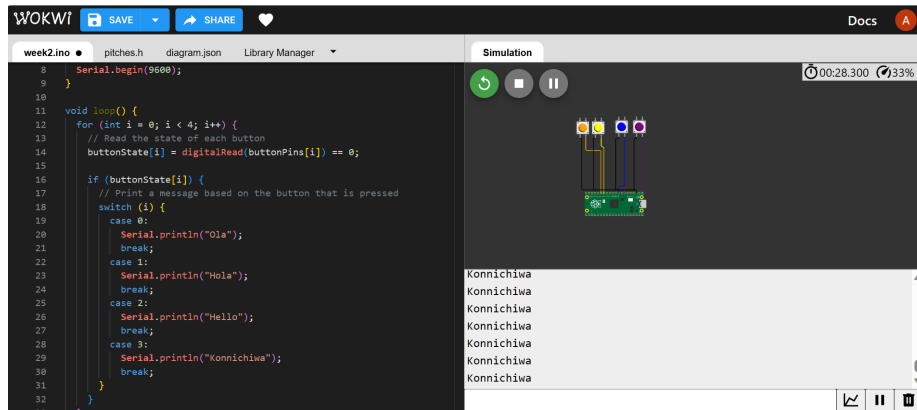 WOKWi SAVE SHARE Docs A
week2.ino pitches.h diagram.json Library Manager
Simulation
00:28.300 33%
8 Serial.begin(9600);
9 }
10
11 void loop() {
12 for (int i = 0; i < 4; i++) {
13 // Read the state of each button
14 buttonState[i] = digitalRead(buttonPins[i]) == 0;
15
16 if (buttonState[i]) {
17 // Print a message based on the button that is pressed
18 switch (i) {
19 case 0:
20 Serial.println("Ola");
21 break;
22 case 1:
23 Serial.println("Hola");
24 break;
25 case 2:
26 Serial.println("Hello");
27 break;
28 case 3:
29 Serial.println("Konnichiwa");
30 break;
31 }
32 }
Konnichiwa
Konnichiwa
Konnichiwa
Konnichiwa
Konnichiwa
Konnichiwa
Konnichiwa